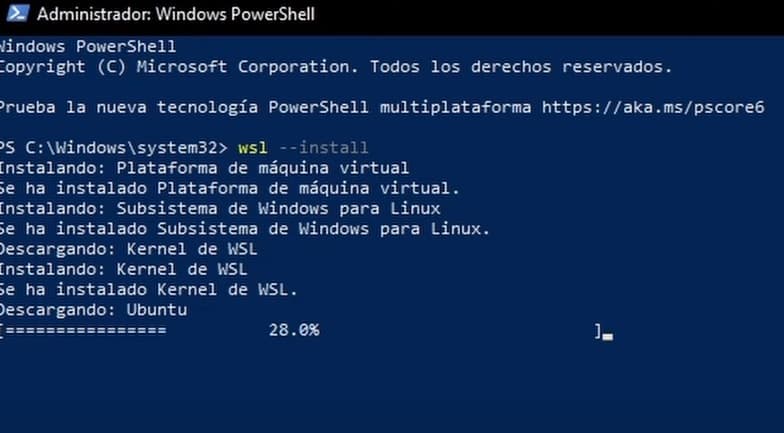 Administrador: Windows PowerShell
Windows PowerShell
Copyright (C) Microsoft Corporation. Todos los derechos reservados.
Prueba la nueva tecnología PowerShell multiplataforma https://aka.ms/pscore6
PS C:\Windows\system32> wsl --install
Instalando: Plataforma de máquina virtual
Se ha instalado Plataforma de máquina virtual.
Instalando: Subsistema de Windows para Linux
Se ha instalado Subsistema de Windows para Linux.
Descargando: Kernel de WSL
Instalando: Kernel de WSL
Se ha instalado Kernel de WSL.
Descargando: Ubuntu
[================ 28.0% ]